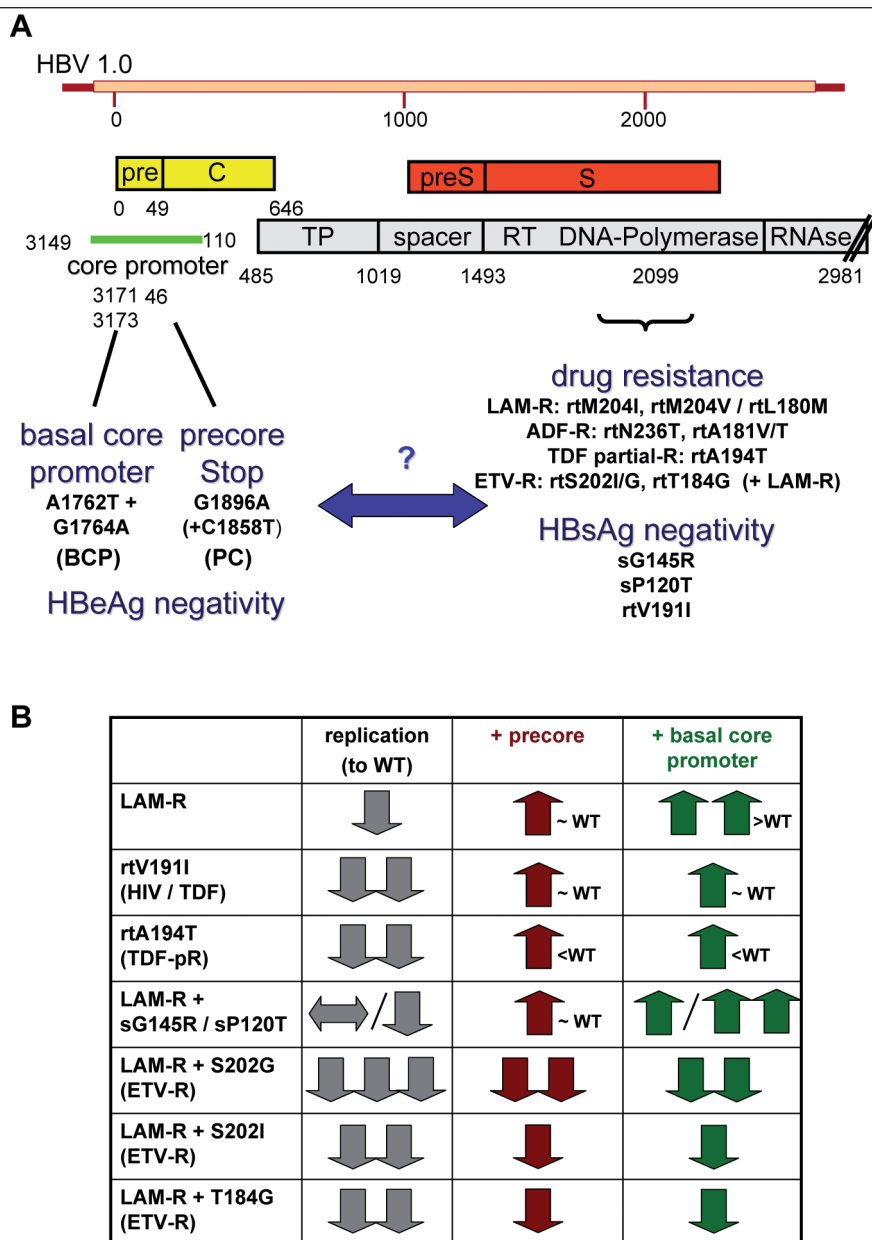 A
HBV 1.0
0 1000 2000
pre C preS S
0 49 646
3149 110 TP spacer RT DNA-Polymerase RNAse
core promoter
485 1019 1493 2099 2981
3171 46
3173
drug resistance
LAM-R: rtM204I, rtM204V / rtL180M
ADF-R: rtN236T, rtA181V/T
TDF partial-R: rtA194T
ETV-R: rtS202I/G, rtT184G (+ LAM-R)
basal core
promoter
A1762T +
G1764A
(BCP)
precore
Stop
G1896A
(+C1858T)
(PC)
HBeAg negativity
?
HBsAg negativity
sG145R
sP120T
rtV191I
B
replication
(to WT)
+ precore
+ basal core
promoter
LAM-R
~ WT >WT
rtV191I
(HIV / TDF)
~ WT ~ WT
rtA194T
(TDF-pR)
<WT <WT
LAM-R +
sG145R / sP120T
/ ~ WT /
LAM-R + S202G
(ETV-R)
LAM-R + S202I
(ETV-R)
LAM-R + T184G
(ETV-R)